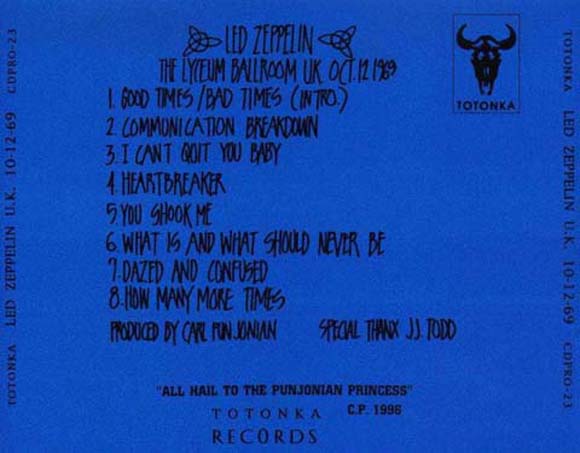 LED ZEPPELIN
THE LYCEUM BALLROOM U.K. OCT. 12 1969
TOTONKA
1. GOOD TIMES/BAD TIMES (INTRO.)
2. COMMUNICATION BREAKDOWN
3. I CAN'T QUIT YOU BABY
4. HEARTBREAKER
5. YOU SHOOK ME
6. WHAT IS AND WHAT SHOULD NEVER BE
7. DAZED AND CONFUSED
8. HOW MANY MORE TIMES
PRODUCED BY CARL PUNJONIAN SPECIAL THANX J.J. TODD
"ALL HAIL TO THE PUNJONIAN PRINCESS"
C.P. 1996
TOTONKA
RECORDS
TOTONKA LED ZEPPELIN U.K. 10-12-69 CDPRO-23
TOTONKA LED ZEPPELIN U.K. 10-12-69 CDPRO-23